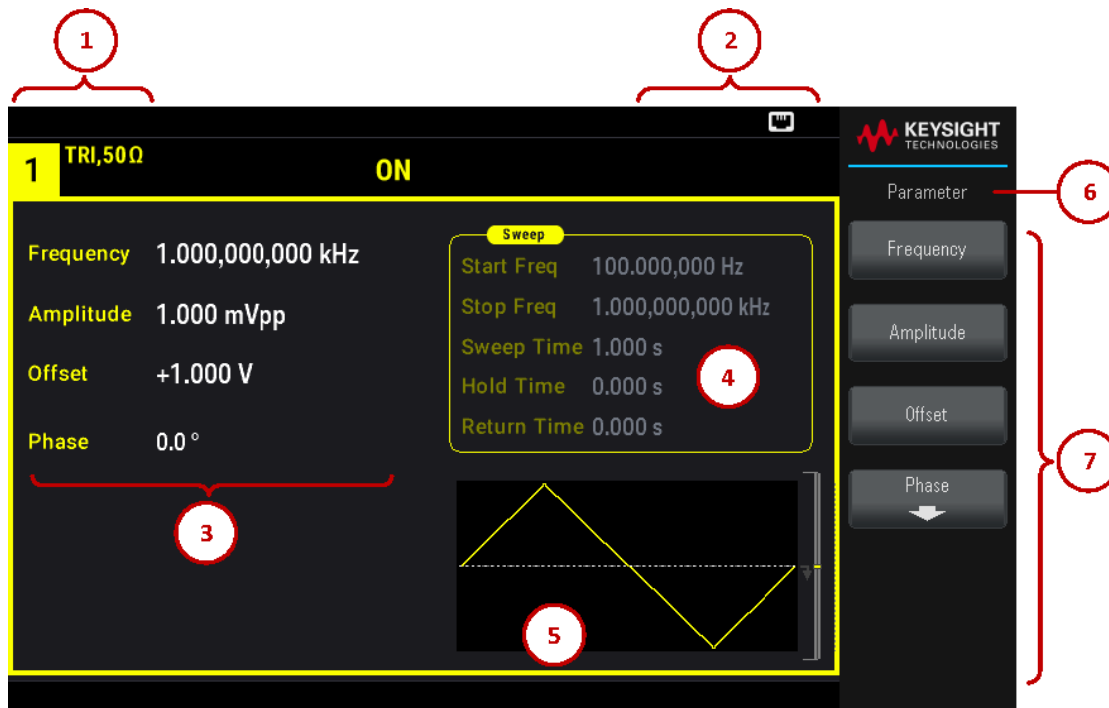 1
2
KEYSIGHT
TECHNOLOGIES
1
TRI,50Ω
ON
Parameter
6
Frequency 1.000,000,000 kHz
Amplitude 1.000 mVpp
Offset +1.000 V
Phase 0.0 °
3
Sweep
Start Freq 100.000,000 Hz
Stop Freq 1.000,000,000 kHz
Sweep Time 1.000 s
Hold Time 0.000 s
Return Time 0.000 s
4
5
Frequency
Amplitude
Offset
Phase
7